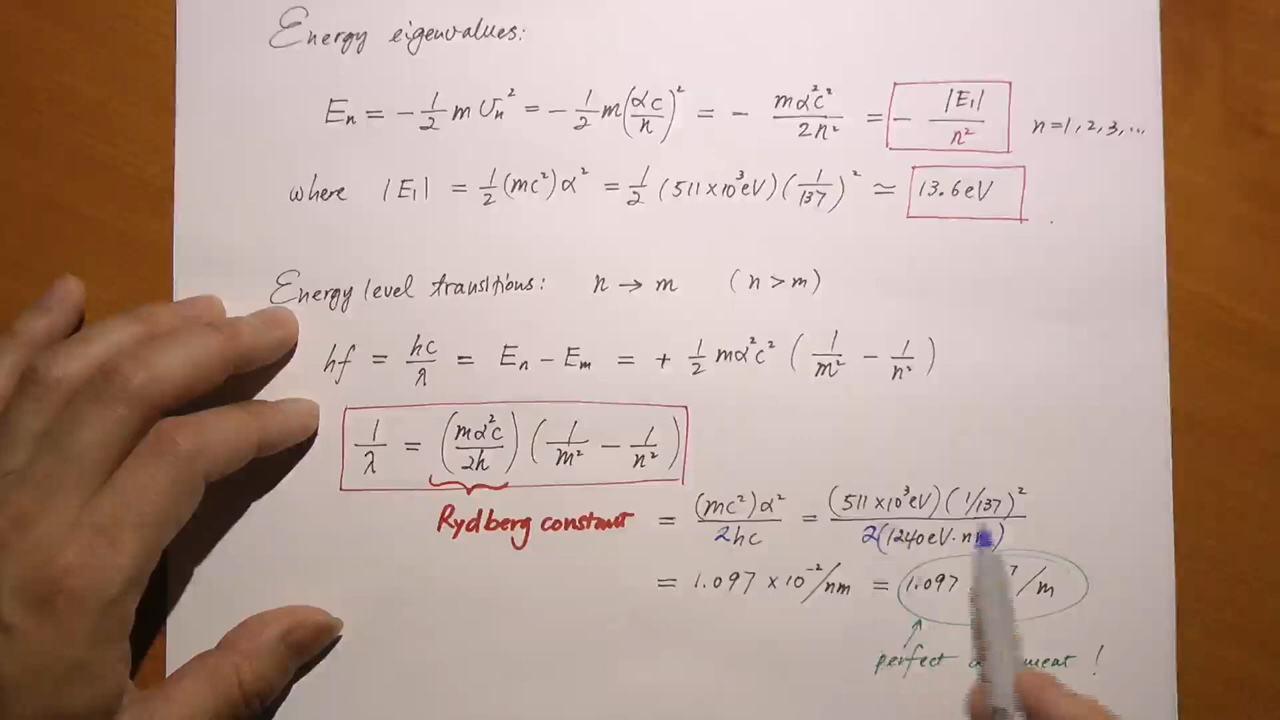 Energy eigenvalues:
Eₙ = -1/2 m υₙ² = -1/2 m(αc/n)² = - mα²c²/2n² = - |E₁|/n² n=1,2,3,...
where |E₁| = 1/2 (mc²)α² = 1/2 (511×10³eV)(1/137)² ≃ 13.6eV
Energy level transitions: n → m (n > m)
hf = hc/λ = Eₙ - Eₘ = + 1/2 mα²c² (1/m² - 1/n²)
1/λ = (mα²c/2h)(1/m² - 1/n²)
Rydberg constant = (mc²)α²/2hc = (511×10³eV)(1/137)²/2(1240eV·nm)
= 1.097 × 10⁻²/nm = 1.097 ⁷/m
perfect !